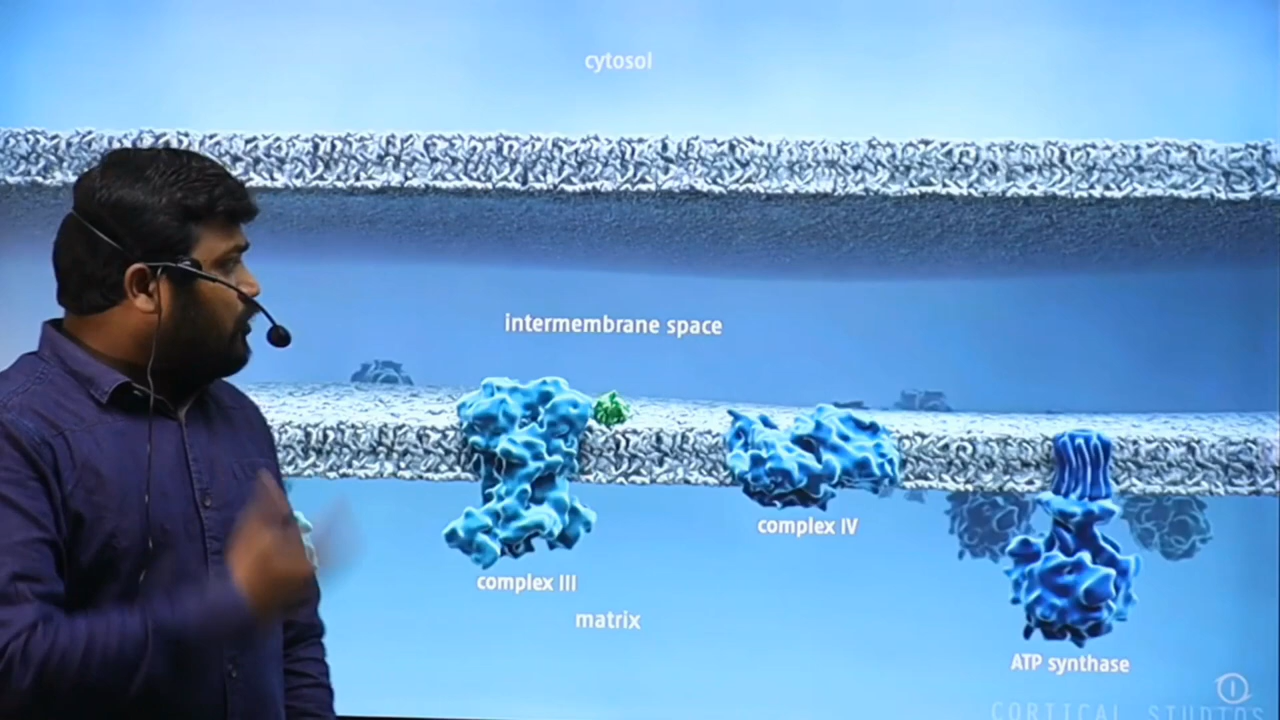 cytosol
intermembrane space
complex IV
complex III
matrix
ATP synthase
CORTICAL STUDIOS